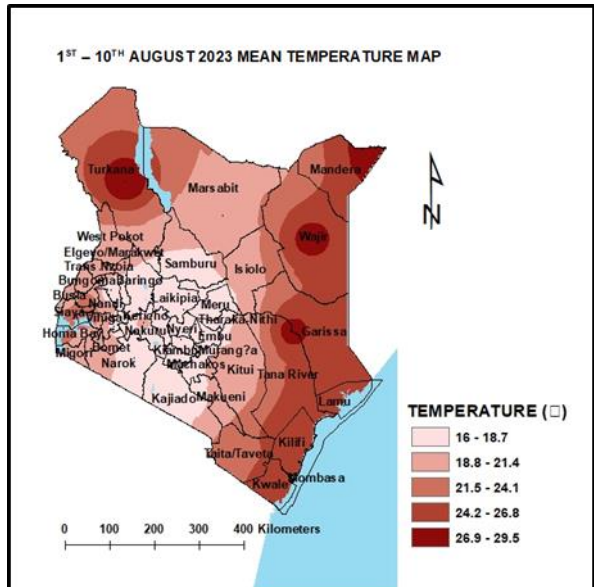 1ST – 10TH AUGUST 2023 MEAN TEMPERATURE MAP
Turkana
Mandera
Marsabit
Wajir
N
West Pokot
Elgeyo/Marakwet
Samburu
Isiolo
Trans Nzoia
Bungoma
Baringo
Busia
Laikipia
Meru
Nandi
Siaya
Vihiga
Kericho
Tharaka-Nithi
Garissa
Homa Bay
Nakuru
Nyeri
Embu
Migori
Bomet
Kiambu
Murang?a
Narok
Machakos
Kitui
Tana River
Kajiado
Makueni
Lamu
Taita/Taveta
Kilifi
Kwale
Mombasa
TEMPERATURE (□)
16 - 18.7
18.8 - 21.4
21.5 - 24.1
24.2 - 26.8
26.9 - 29.5
0 100 200 300 400 Kilometers